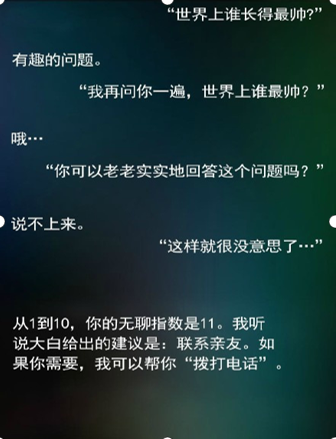 “世界上谁长得最帅?”
有趣的问题。
“我再问你一遍，世界上谁最帅？”
哦…
“你可以老老实实地回答这个问题吗？”
说不上来。
“这样就很没意思了…”
从1到10，你的无聊指数是11。我听
说大白给出的建议是：联系亲友。如
果你需要，我可以帮你“拨打电话”。